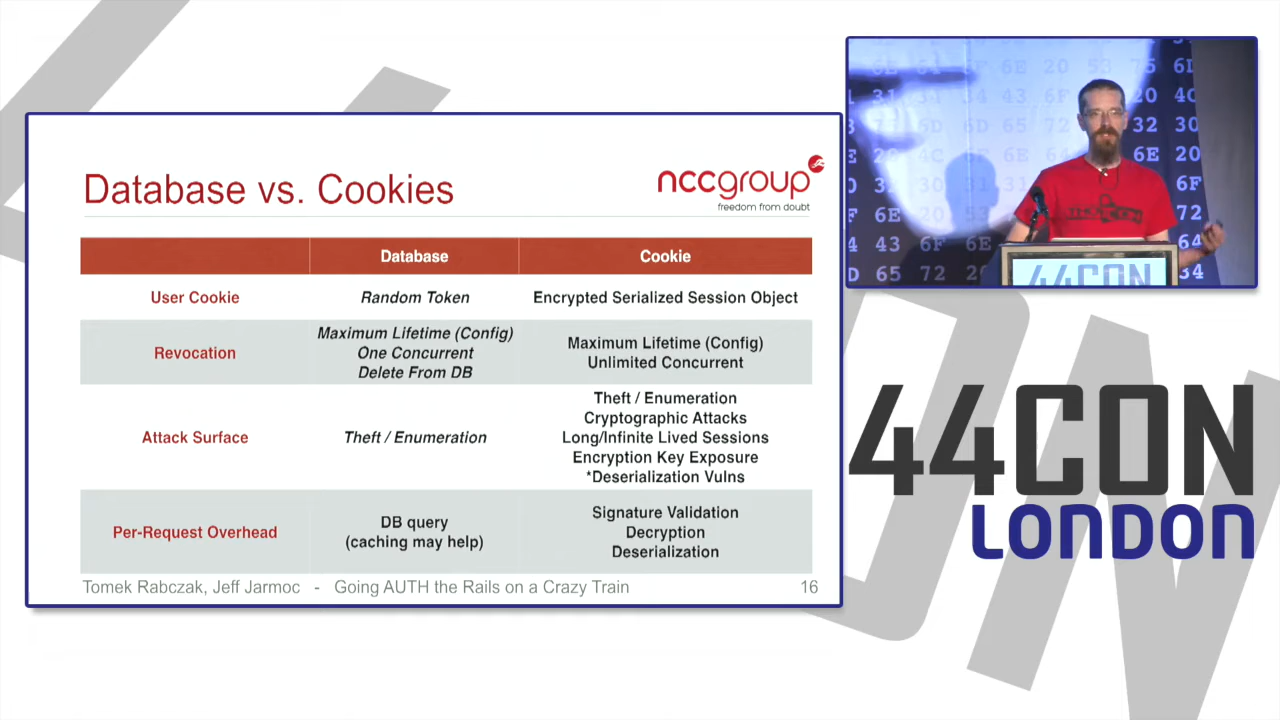 Database vs. Cookies
nccgroup
freedom from doubt
Database Cookie
User Cookie Random Token Encrypted Serialized Session Object
Revocation
Maximum Lifetime (Config)
One Concurrent
Delete From DB
Maximum Lifetime (Config)
Unlimited Concurrent
Attack Surface
Theft / Enumeration
Theft / Enumeration
Cryptographic Attacks
Long/Infinite Lived Sessions
Encryption Key Exposure
*Deserialization Vulns
Per-Request Overhead
DB query
(caching may help)
Signature Validation
Decryption
Deserialization
Tomek Rabczak, Jeff Jarmoc - Going AUTH the Rails on a Crazy Train 16
44CON
44CON
LONDON